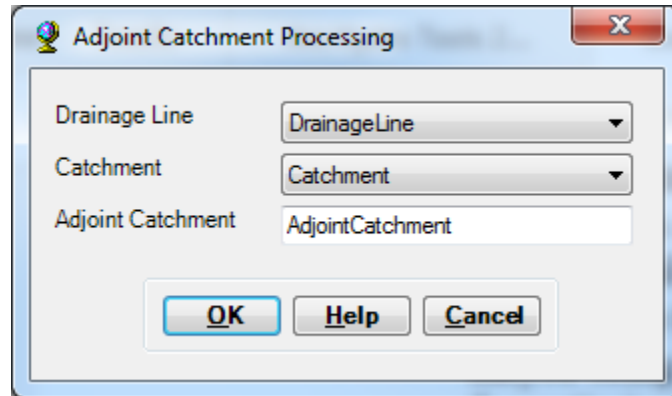 Adjoint Catchment Processing
Drainage Line DrainageLine
Catchment Catchment
Adjoint Catchment AdjointCatchment
OK Help Cancel